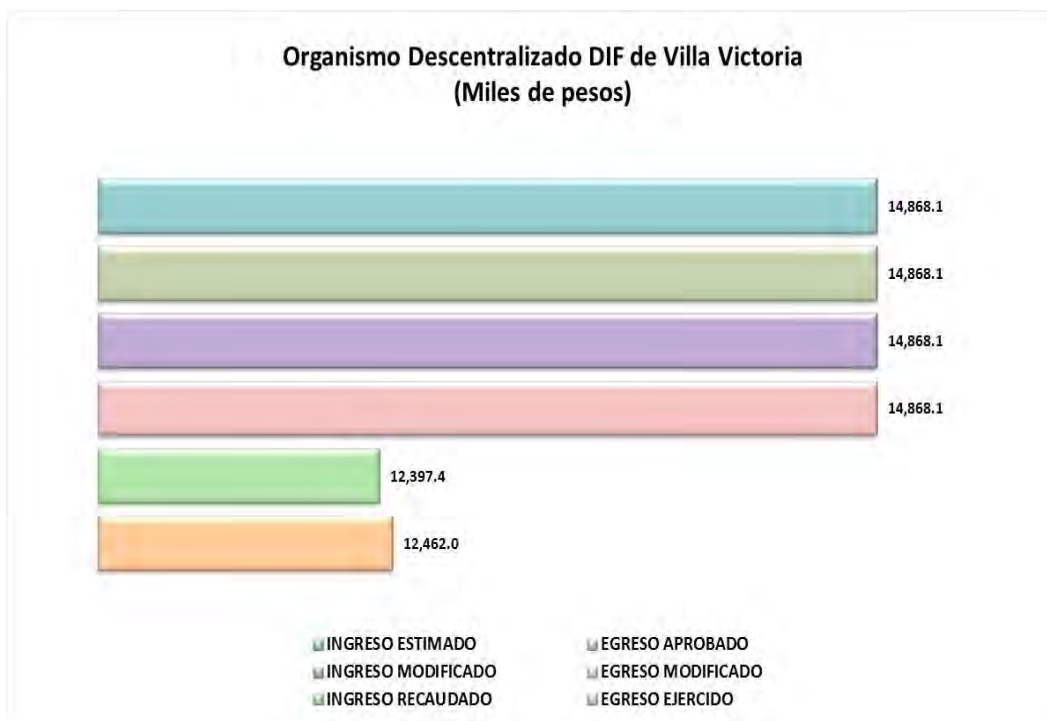 Organismo Descentralizado DIF de Villa Victoria
(Miles de pesos)
14,868.1
14,868.1
14,868.1
14,868.1
12,397.4
12,462.0
INGRESO ESTIMADO EGRESO APROBADO
INGRESO MODIFICADO EGRESO MODIFICADO
INGRESO RECAUDADO EGRESO EJERCIDO